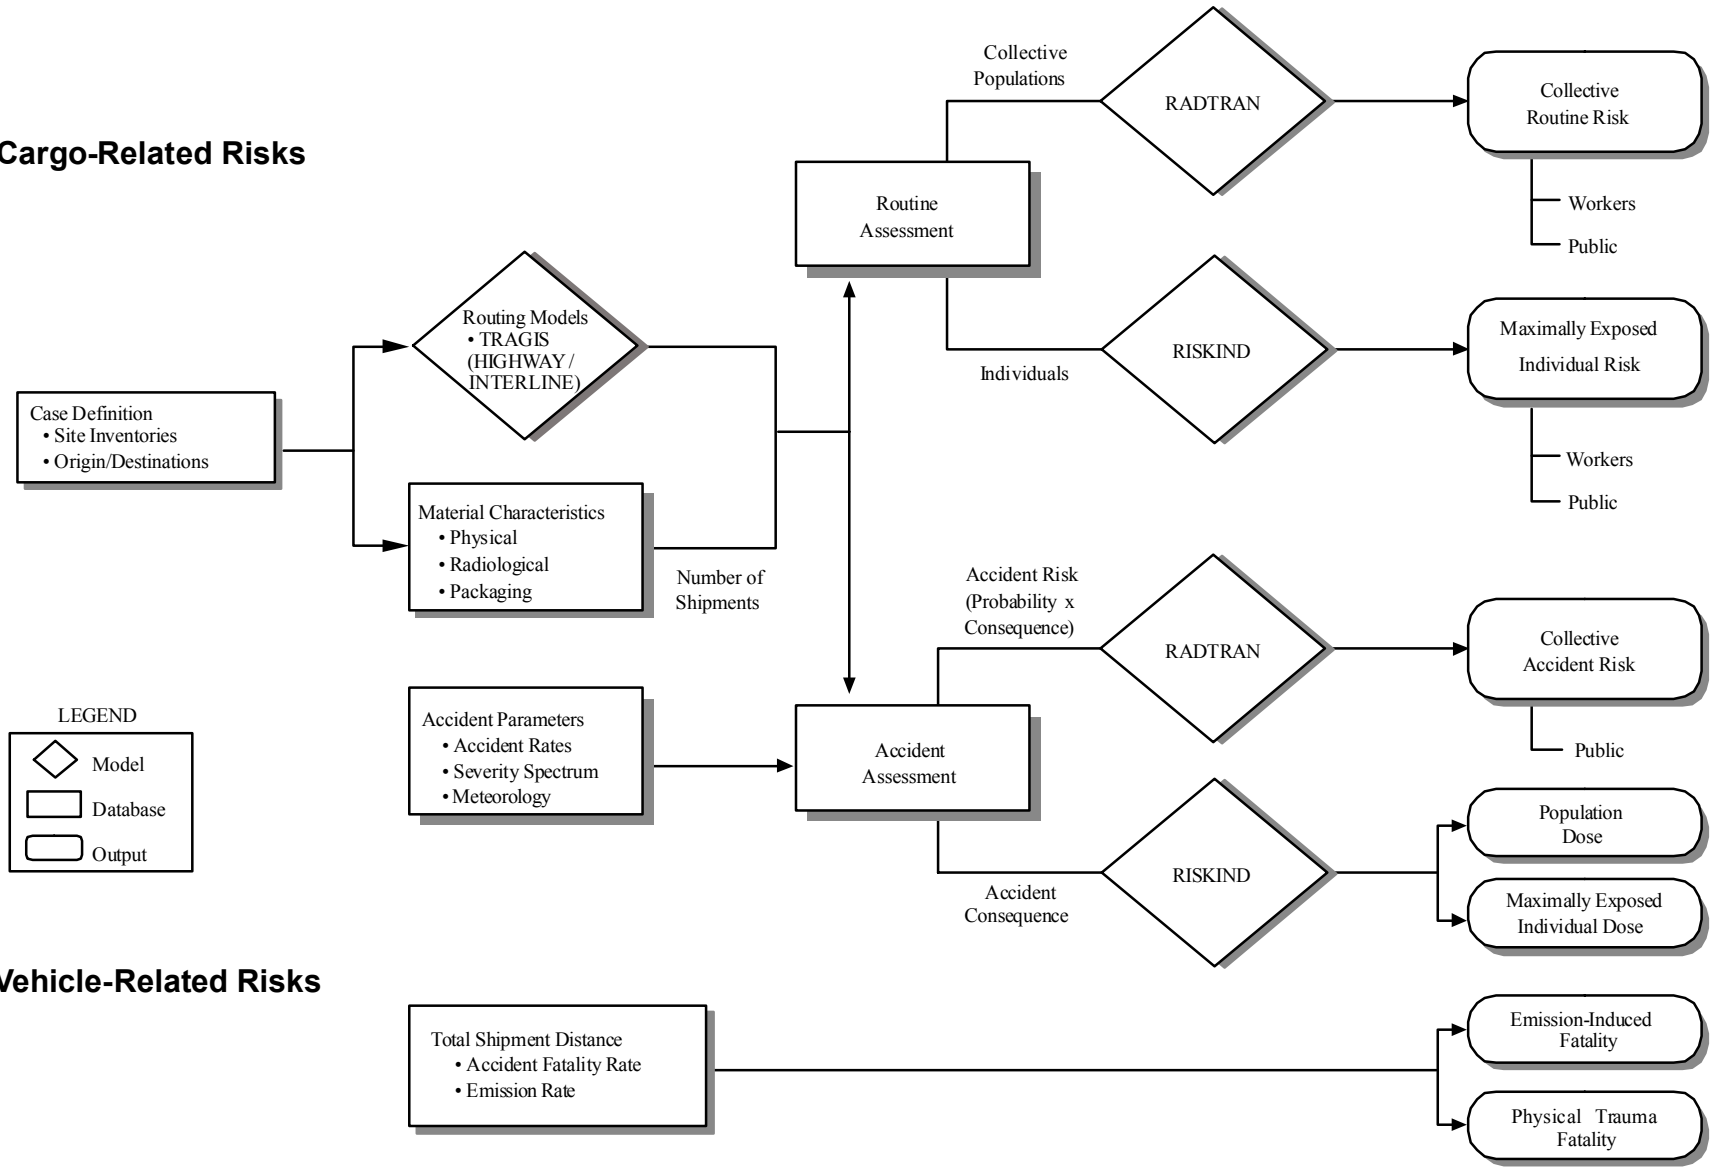 Cargo-Related Risks
Case Definition
• Site Inventories
• Origin/Destinations
Routing Models
• TRAGIS
(HIGHWAY /
INTERLINE)
Material Characteristics
• Physical
• Radiological
• Packaging
Number of
Shipments
Routine
Assessment
Collective
Populations
RADTRAN
Collective
Routine Risk
Workers
Public
Individuals
RISKIND
Maximally Exposed
Individual Risk
Workers
Public
Accident Parameters
• Accident Rates
• Severity Spectrum
• Meteorology
Accident
Assessment
Accident Risk
(Probability x
Consequence)
RADTRAN
Collective
Accident Risk
Public
Accident
Consequence
RISKIND
Population
Dose
Maximally Exposed
Individual Dose
LEGEND
Model
Database
Output
Vehicle-Related Risks
Total Shipment Distance
• Accident Fatality Rate
• Emission Rate
Emission-Induced
Fatality
Physical Trauma
Fatality